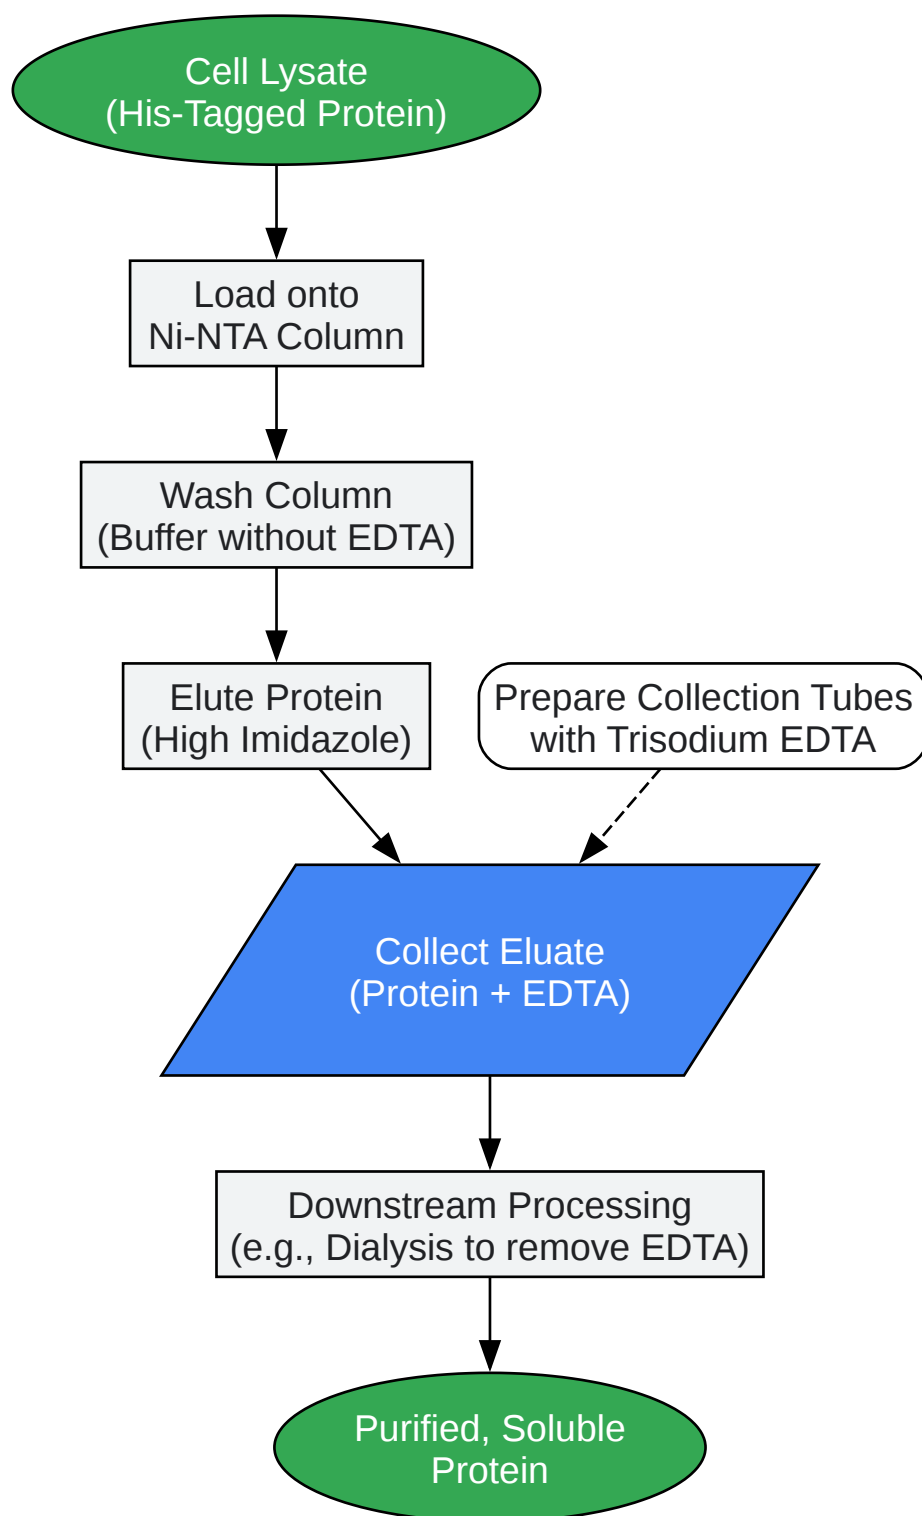 Cell Lysate
(His-Tagged Protein)
Load onto
Ni-NTA Column
Wash Column
(Buffer without EDTA)
Elute Protein
(High Imidazole)
Prepare Collection Tubes
with Trisodium EDTA
Collect Eluate
(Protein + EDTA)
Downstream Processing
(e.g., Dialysis to remove EDTA)
Purified, Soluble
Protein